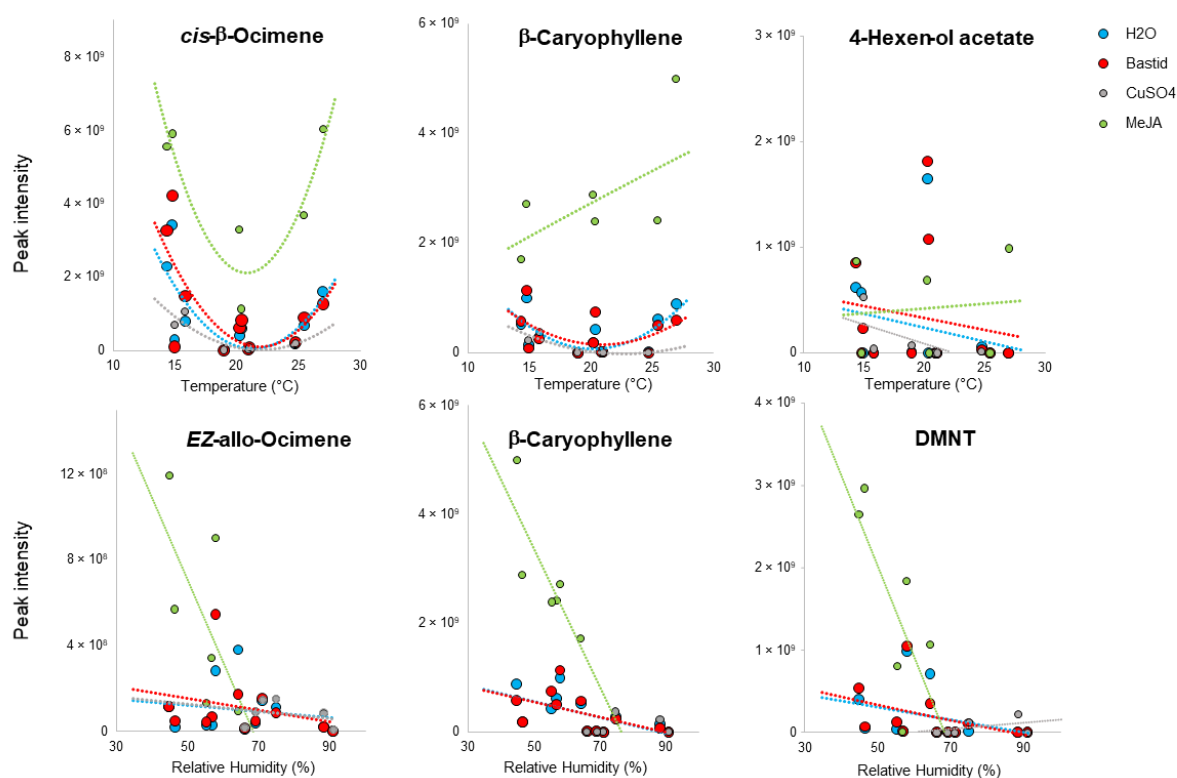 cis-β-Ocimene
β-Caryophyllene
4-Hexen-ol acetate
H2O
Bastid
CuSO4
MeJA
Peak intensity
8 × 10⁹
6 × 10⁹
4 × 10⁹
2 × 10⁹
0
10 15 20 25 30
Temperature (°C)
6 × 10⁹
4 × 10⁹
2 × 10⁹
0
10 15 20 25 30
Temperature (°C)
3 × 10⁹
2 × 10⁹
1 × 10⁹
0
10 15 20 25 30
Temperature (°C)
EZ-allo-Ocimene
β-Caryophyllene
DMNT
Peak intensity
12 × 10⁸
8 × 10⁸
4 × 10⁸
0
30 50 70 90
Relative Humidity (%)
6 × 10⁹
4 × 10⁹
2 × 10⁹
0
30 50 70 90
Relative Humidity (%)
4 × 10⁹
3 × 10⁹
2 × 10⁹
1 × 10⁹
0
30 50 70 90
Relative Humidity (%)